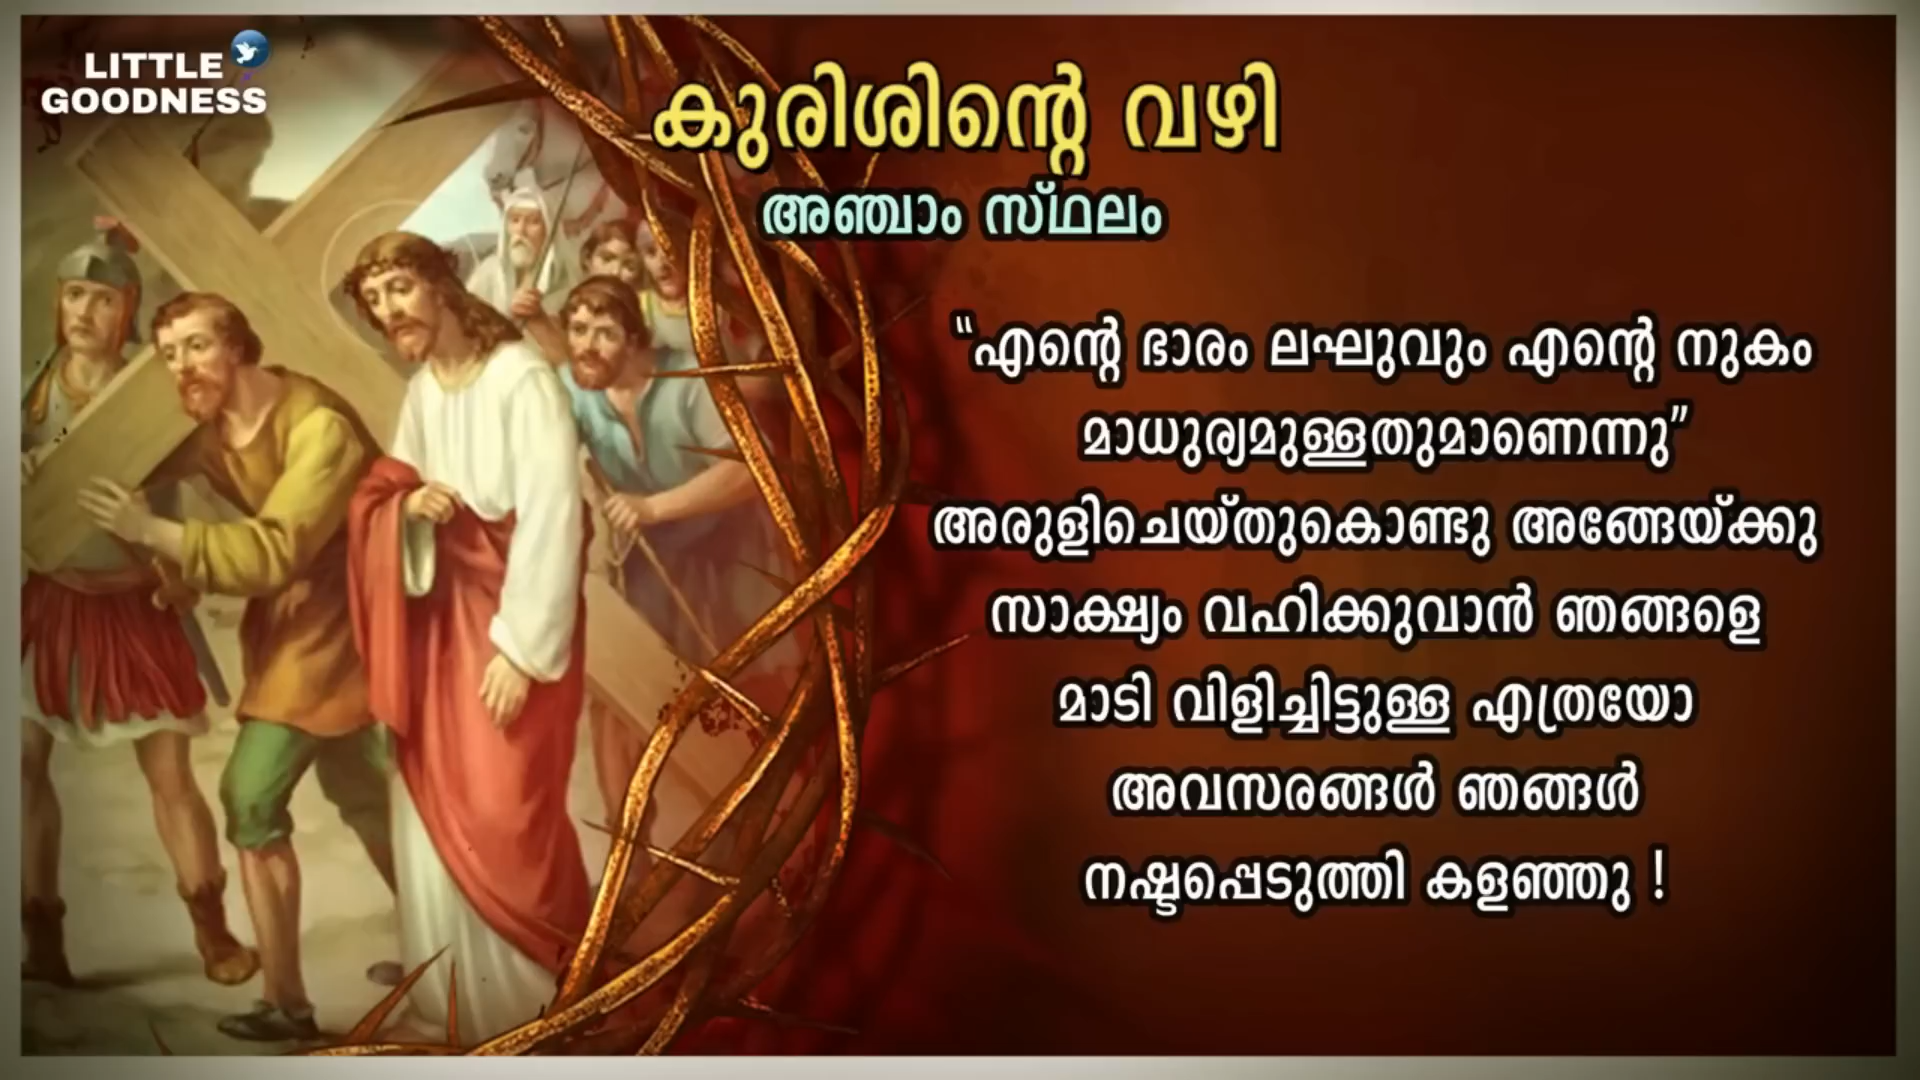 LITTLE
GOODNESS
കുരിശിന്റെ വഴി
അഞ്ചാം സ്ഥലം
“എന്റെ ഭാരം ലഘുവും എന്റെ നുകം
മാധുര്യമുള്ളതുമാണെന്നു”
അരുളിചെയ്തുകൊണ്ടു അങ്ങേയ്ക്കു
സാക്ഷ്യം വഹിക്കുവാൻ ഞങ്ങളെ
മാടി വിളിച്ചിട്ടുള്ള എത്രയോ
അവസരങ്ങൾ ഞങ്ങൾ
നഷ്ടപ്പെടുത്തി കളഞ്ഞു !